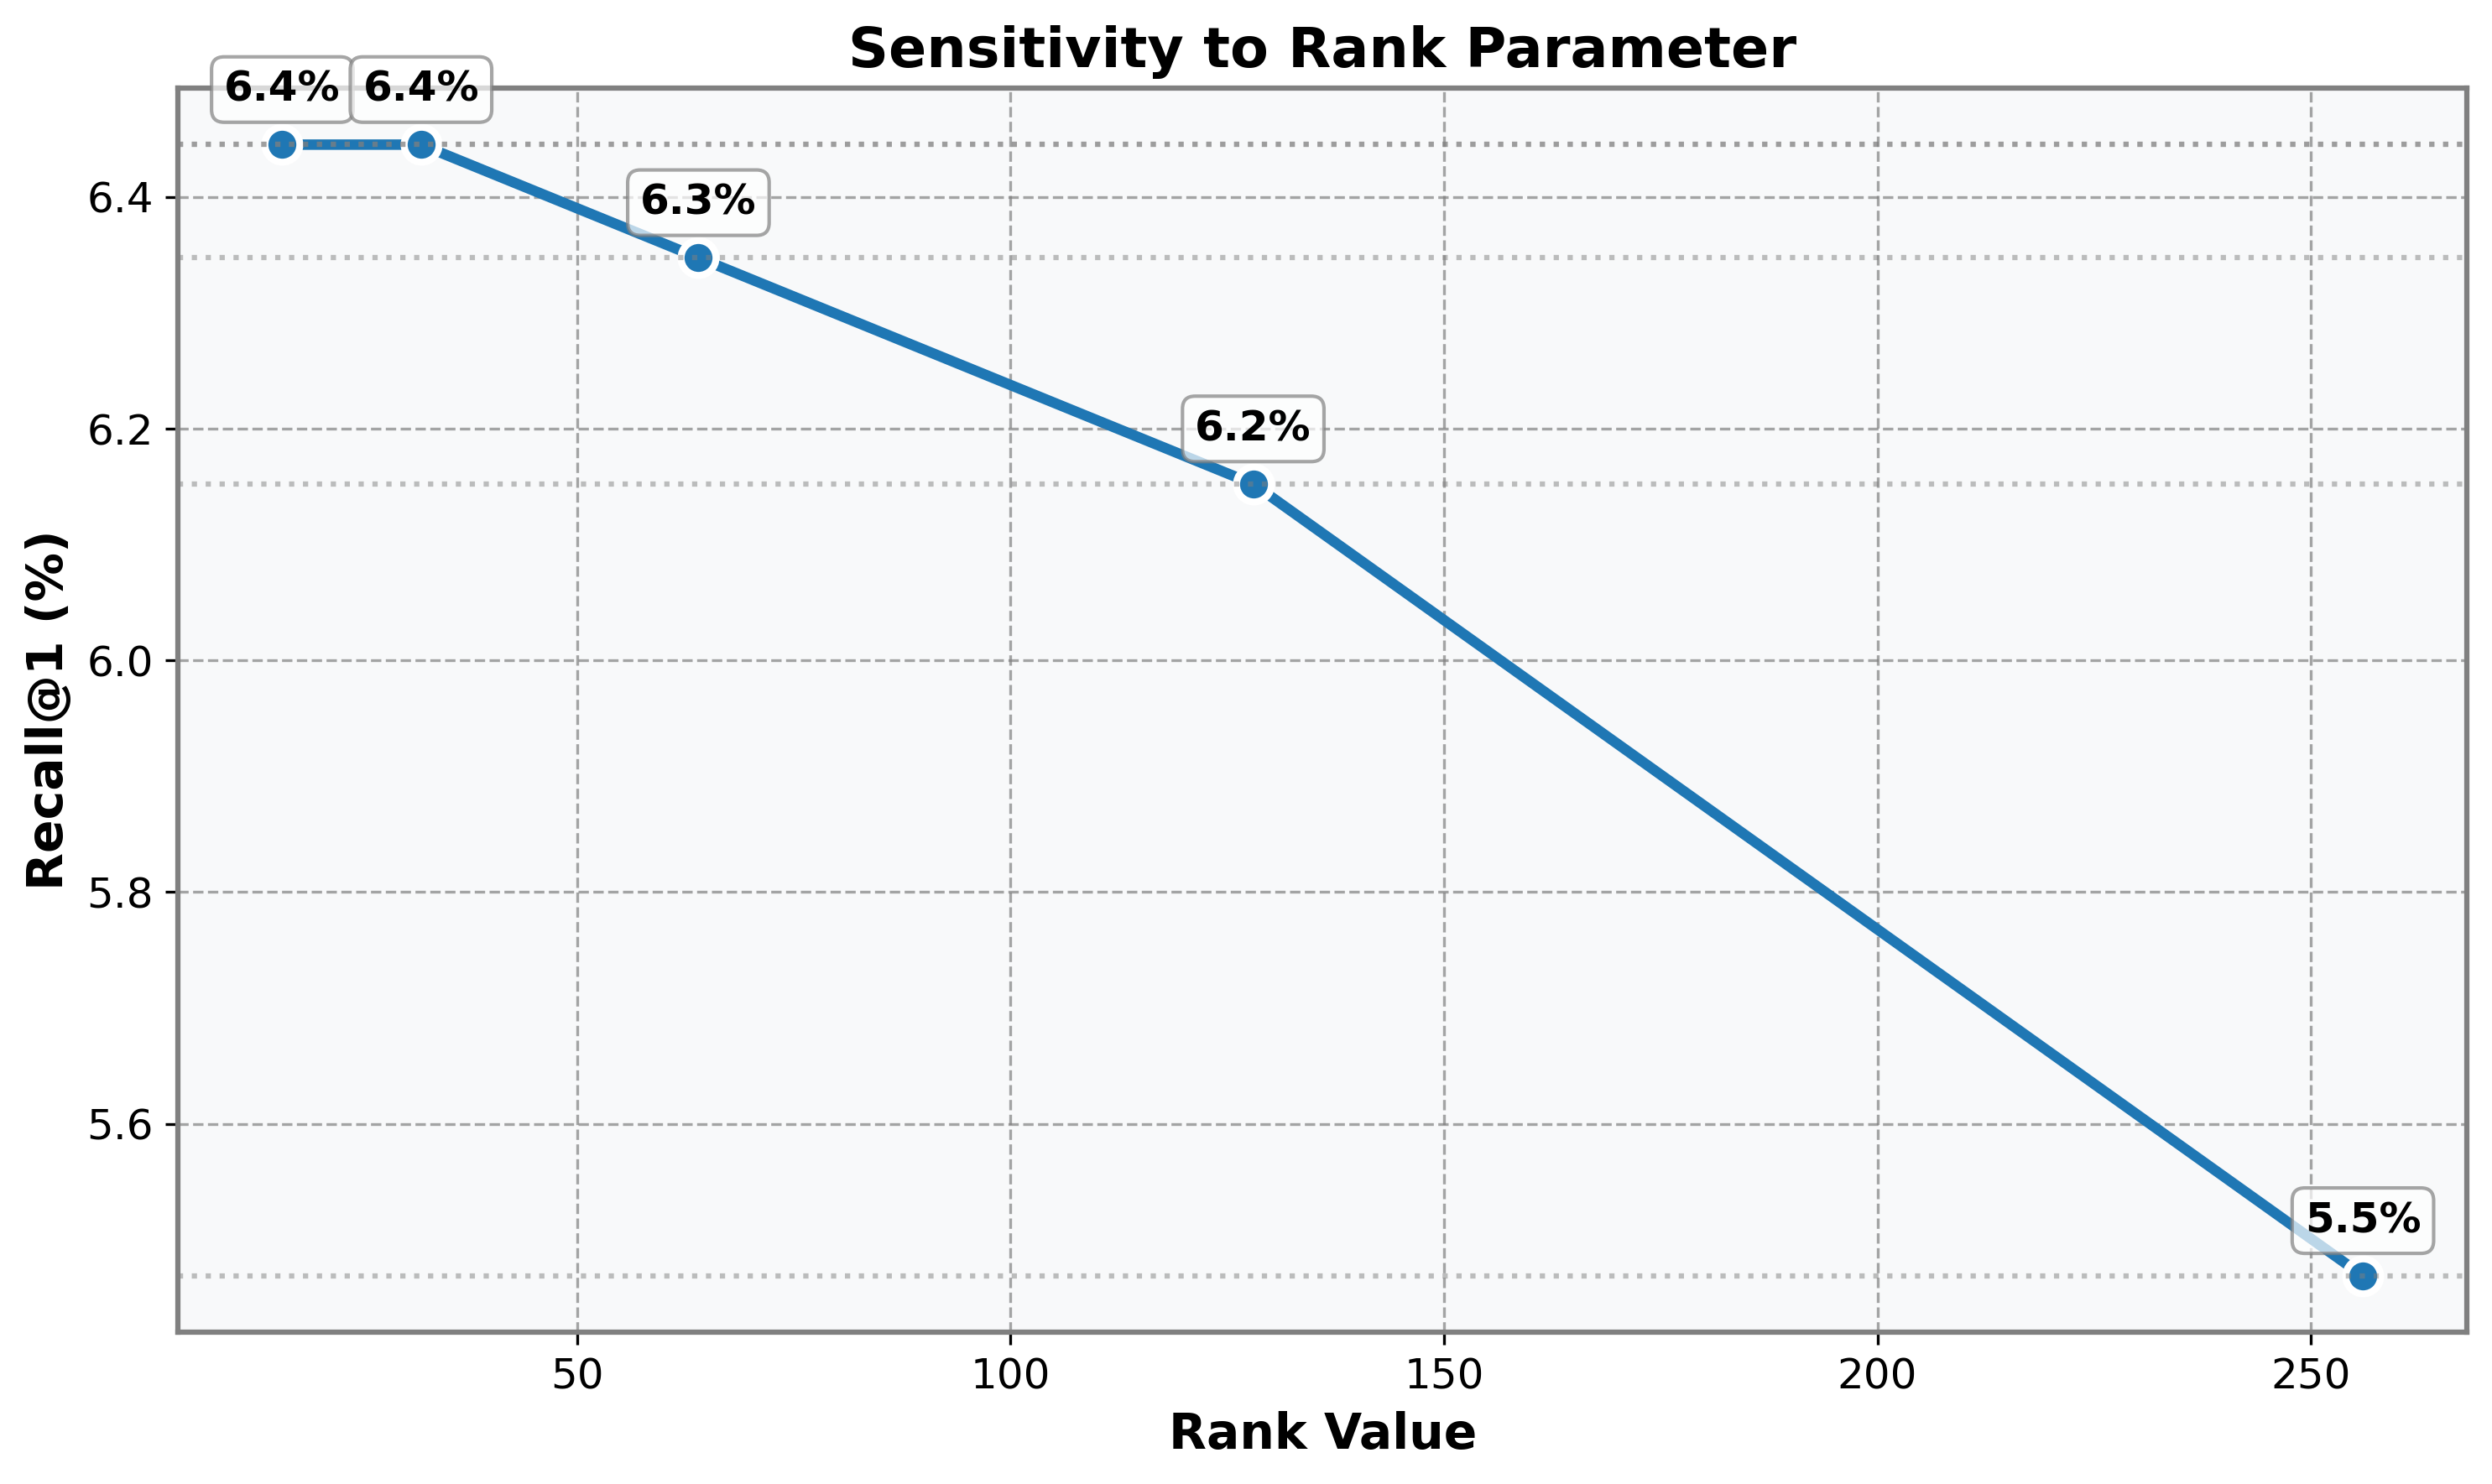 Sensitivity to Rank Parameter
6.4% 6.4%
6.3%
6.2%
5.5%
6.4
6.2
6.0
5.8
5.6
Recall@1 (%)
50 100 150 200 250
Rank Value